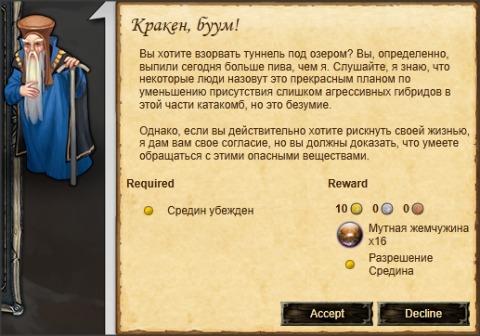 Кракен, буум!
Вы хотите взорвать туннель под озером? Вы, определенно,
выпили сегодня больше пива, чем я. Слушайте, я знаю, что
некоторые люди назовут это прекрасным планом по
уменьшению присутствия слишком агрессивных гибридов в
этой части катакомб, но это безумие.
Однако, если вы действительно хотите рискнуть своей жизнью,
я дам вам свое согласие, но вы должны доказать, что умеете
обращаться с этими опасными веществами.
Required
Средин убежден
Reward
10 0 0
Мутная жемчужина
x16
Разрешение
Средина
Accept Decline